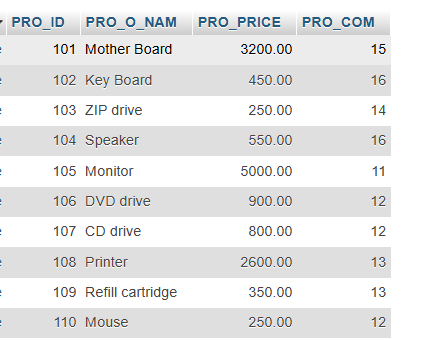 PRO_ID PRO_O_NAM PRO_PRICE PRO_COM
101 Mother Board 3200.00 15
102 Key Board 450.00 16
103 ZIP drive 250.00 14
104 Speaker 550.00 16
105 Monitor 5000.00 11
106 DVD drive 900.00 12
107 CD drive 800.00 12
108 Printer 2600.00 13
109 Refill cartridge 350.00 13
110 Mouse 250.00 12